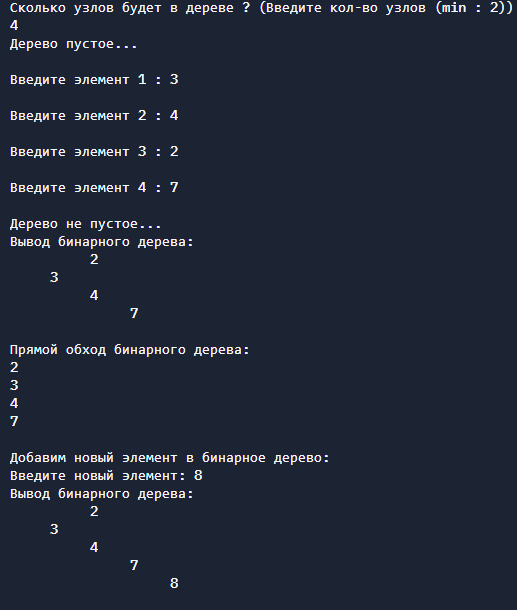 Сколько узлов будет в дереве ? (Введите кол-во узлов (min : 2))
4
Дерево пустое...
Введите элемент 1 : 3
Введите элемент 2 : 4
Введите элемент 3 : 2
Введите элемент 4 : 7
Дерево не пустое...
Вывод бинарного дерева:
2
3
4
7
Прямой обход бинарного дерева:
2
3
4
7
Добавим новый элемент в бинарное дерево:
Введите новый элемент: 8
Вывод бинарного дерева:
2
3
4
7
8